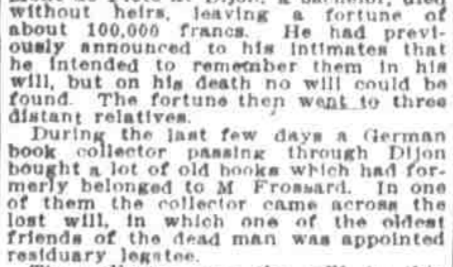 without heirs, leaving a fortune of
about 100,000 francs. He had previ-
ously announced to his intimates that
he intended to remember them in his
will, but on his death no will could be
found. The fortune then went to three
distant relatives.
During the last few days a German
book collector passing through Dijon
bought a lot of old books which had for-
merly belonged to M Frossard. In one
of them the collector came across the
lost will, in which one of the oldest
friends of the dead man was appointed
residuary legatee.